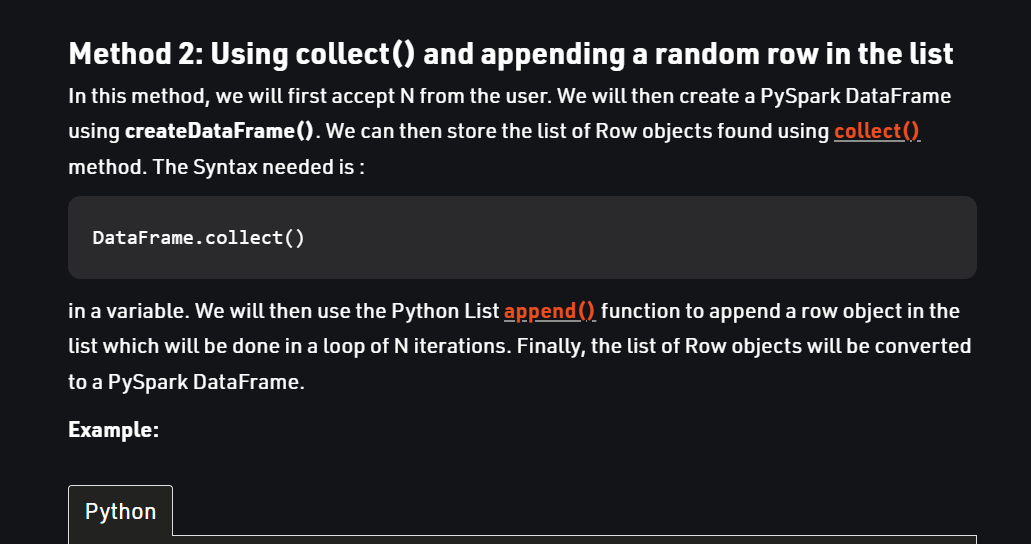 Method 2: Using collect() and appending a random row in the list
In this method, we will first accept N from the user. We will then create a PySpark DataFrame
using createDataFrame(). We can then store the list of Row objects found using collect()
method. The Syntax needed is :
DataFrame.collect()
in a variable. We will then use the Python List append() function to append a row object in the
list which will be done in a loop of N iterations. Finally, the list of Row objects will be converted
to a PySpark DataFrame.
Example:
Python